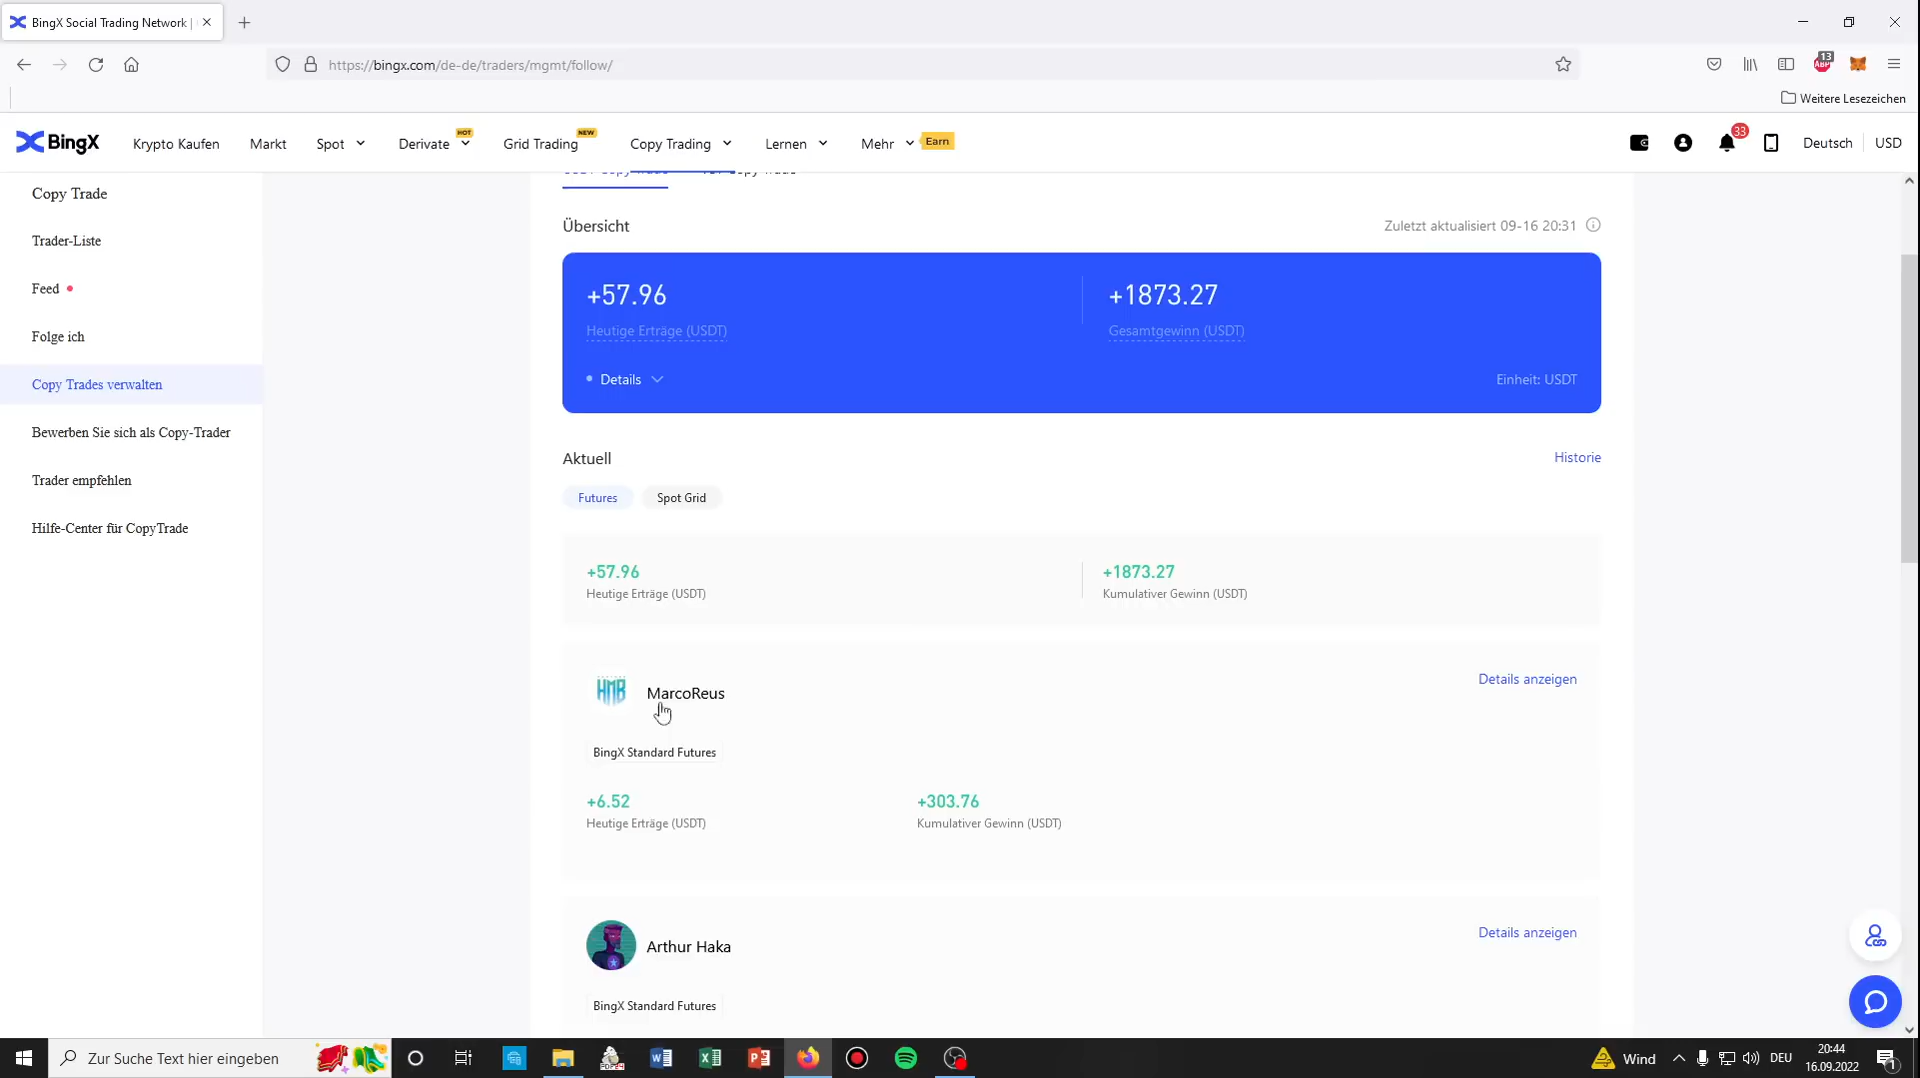 BingX Social Trading Network |
https://bingx.com/de-de/traders/mgmt/follow/
13
ABP
Weitere Lesezeichen
BingX
Krypto Kaufen
Markt
Spot
Derivate
HOT
Grid Trading
NEW
Copy Trading
Lernen
Mehr
Earn
33
Deutsch
USD
Copy Trade
Trader-Liste
Feed
Folge ich
Copy Trades verwalten
Bewerben Sie sich als Copy-Trader
Trader empfehlen
Hilfe-Center für CopyTrade
Übersicht
Zuletzt aktualisiert 09-16 20:31
+57.96
Heutige Erträge (USDT)
+1873.27
Gesamtgewinn (USDT)
Details
Einheit: USDT
Aktuell
Historie
Futures
Spot Grid
+57.96
Heutige Erträge (USDT)
+1873.27
Kumulativer Gewinn (USDT)
HMB
MarcoReus
Details anzeigen
BingX Standard Futures
+6.52
Heutige Erträge (USDT)
+303.76
Kumulativer Gewinn (USDT)
Arthur Haka
Details anzeigen
BingX Standard Futures
Zur Suche Text hier eingeben
Wind
DEU
20:44
16.09.2022
1